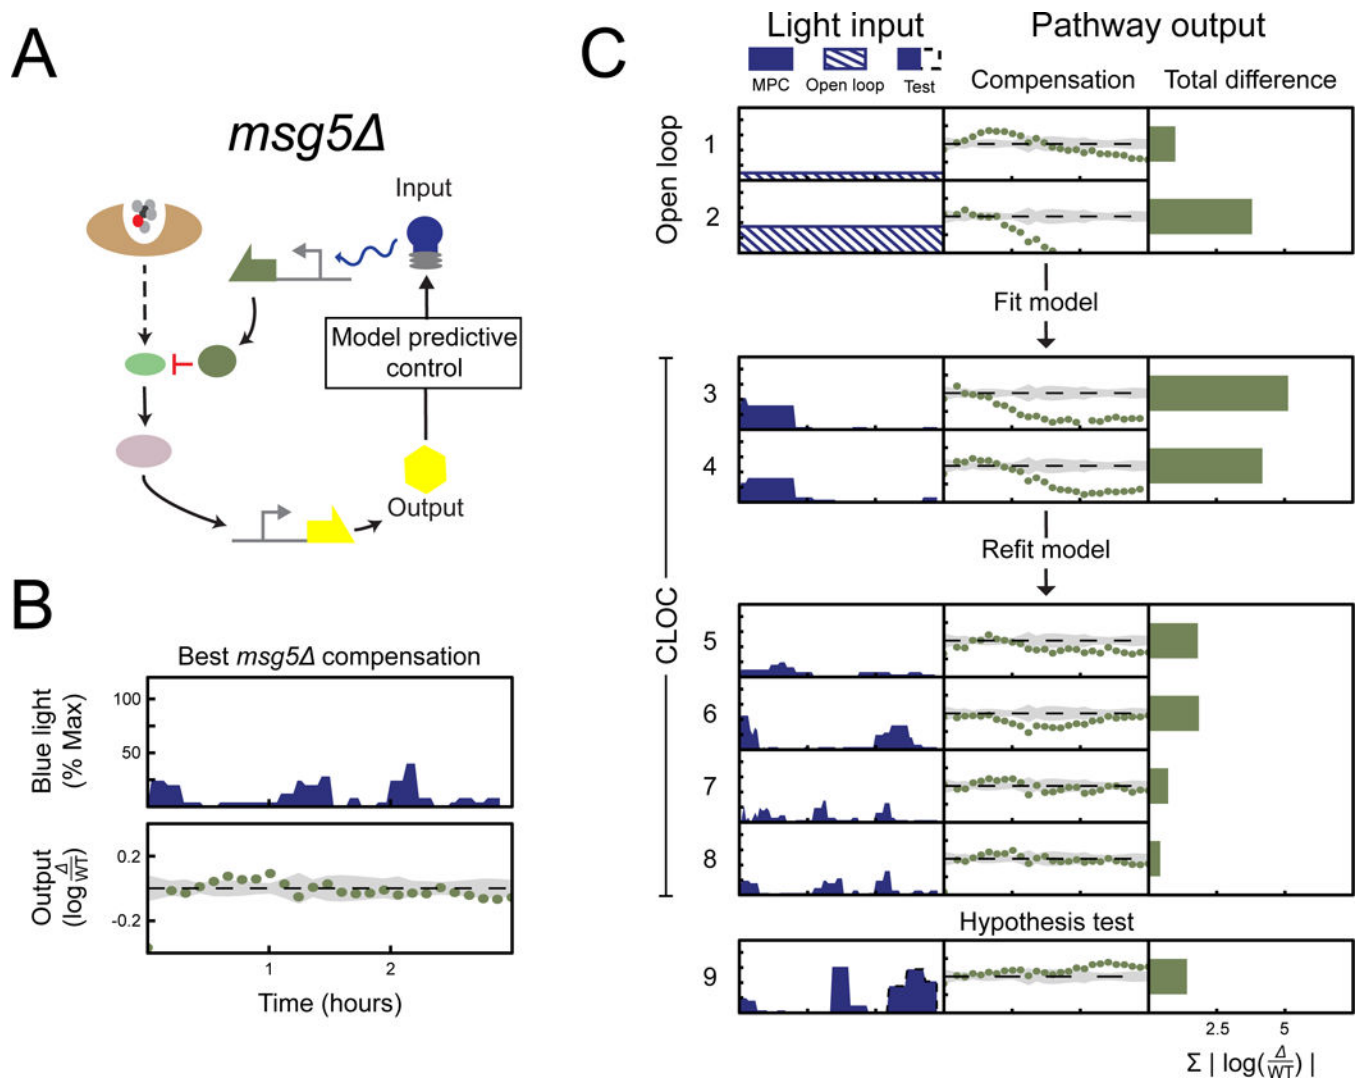 A
msg5Δ
Input
Model predictive
control
Output
B
Best msg5Δ compensation
Blue light
(% Max)
100
50
Output
(log Δ/WT)
0.2
-0.2
1
2
Time (hours)
C
Light input
Pathway output
MPC
Open loop
Test
Compensation
Total difference
Open loop
1
2
Fit model
CLOC
3
4
Refit model
5
6
7
8
Hypothesis test
9
2.5
5
Σ | log(Δ/WT) |